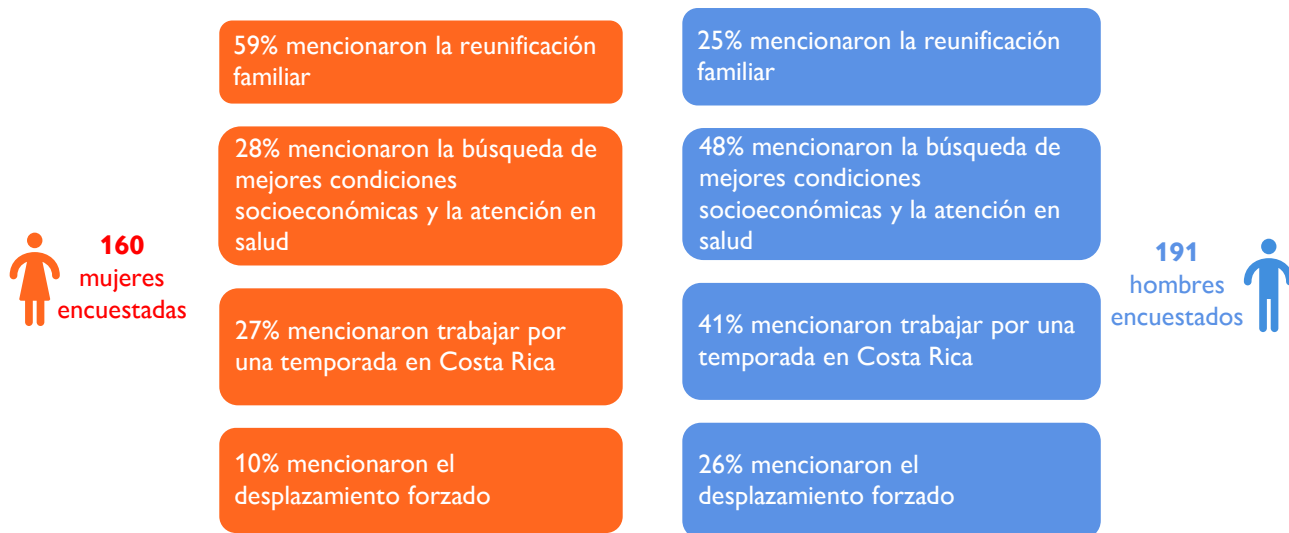 160
mujeres
encuestadas
59% mencionaron la reunificación
familiar
28% mencionaron la búsqueda de
mejores condiciones
socioeconómicas y la atención en
salud
27% mencionaron trabajar por
una temporada en Costa Rica
10% mencionaron el
desplazamiento forzado
25% mencionaron la reunificación
familiar
48% mencionaron la búsqueda de
mejores condiciones
socioeconómicas y la atención en
salud
41% mencionaron trabajar por una
temporada en Costa Rica
26% mencionaron el
desplazamiento forzado
191
hombres
encuestados